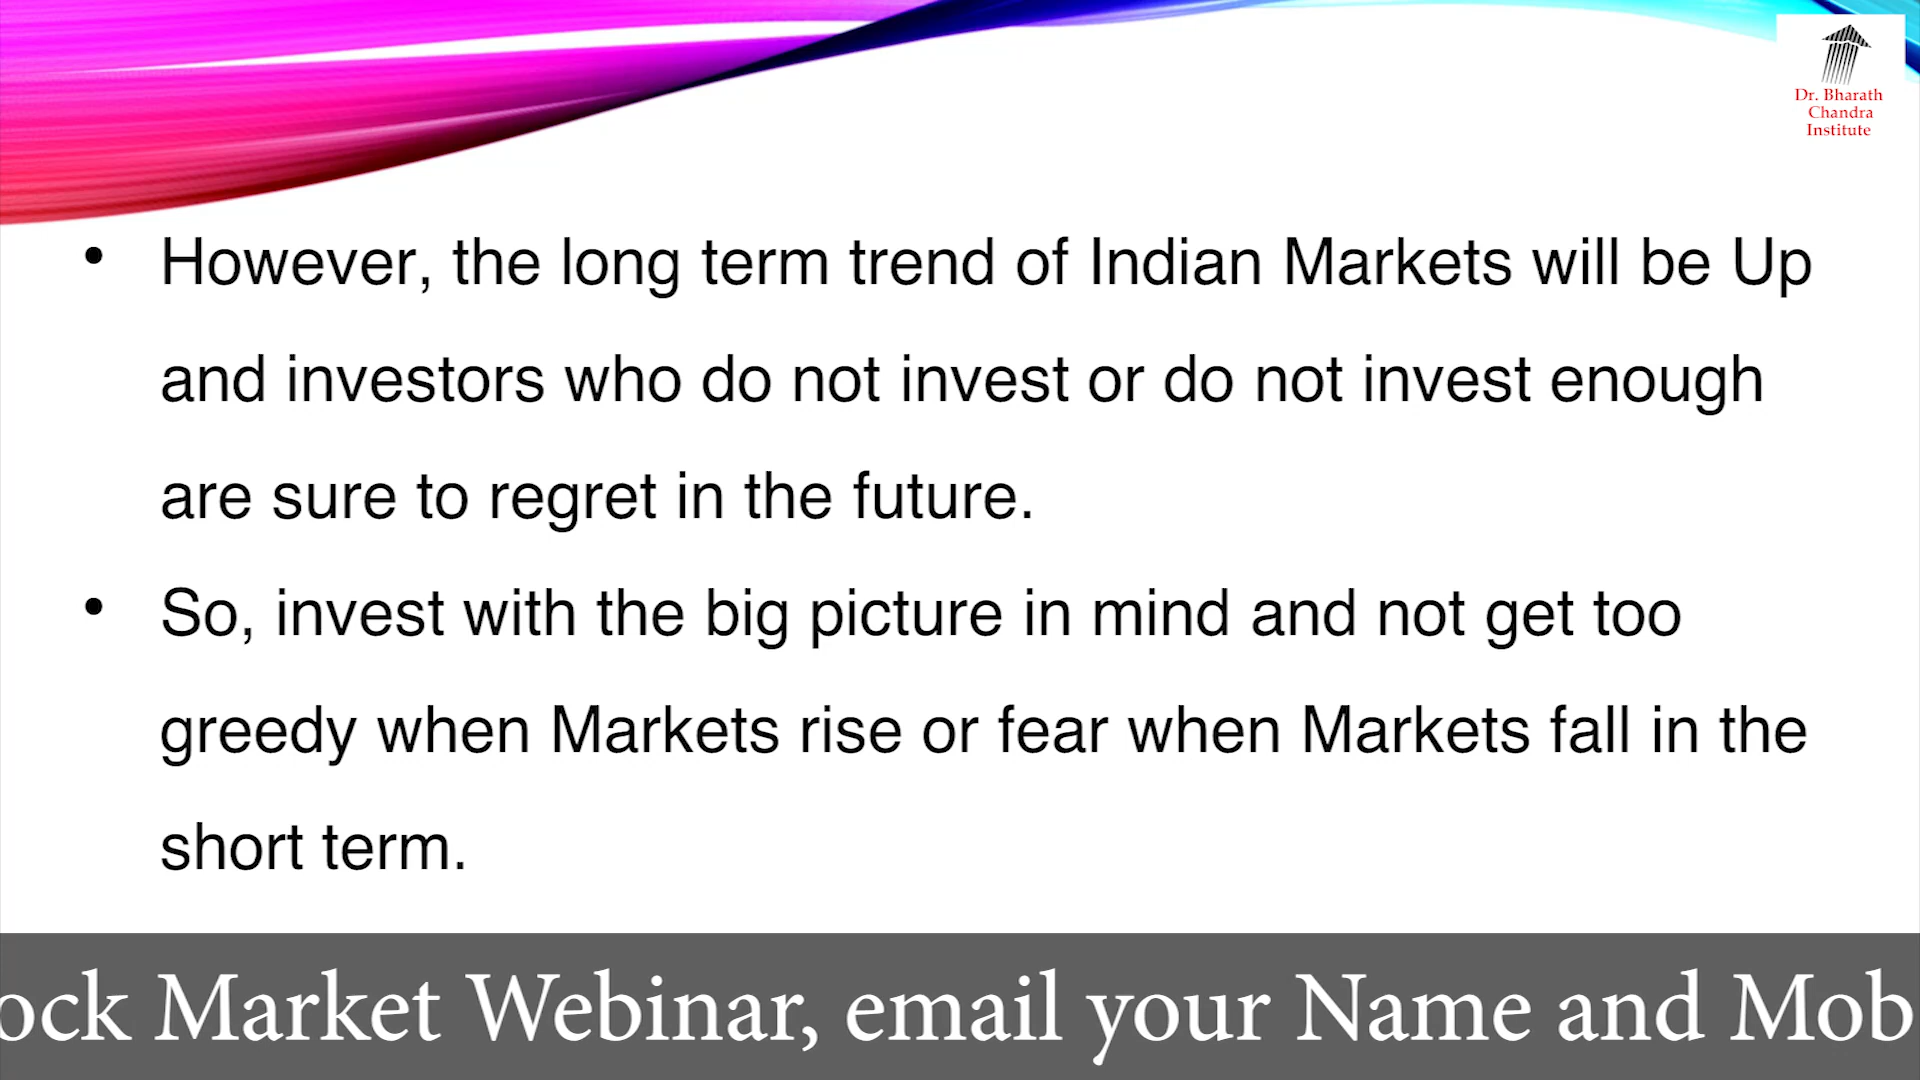 Dr. Bharath
Chandra
Institute
• However, the long term trend of Indian Markets will be Up
and investors who do not invest or do not invest enough
are sure to regret in the future.
• So, invest with the big picture in mind and not get too
greedy when Markets rise or fear when Markets fall in the
short term.
ock Market Webinar, email your Name and Mob